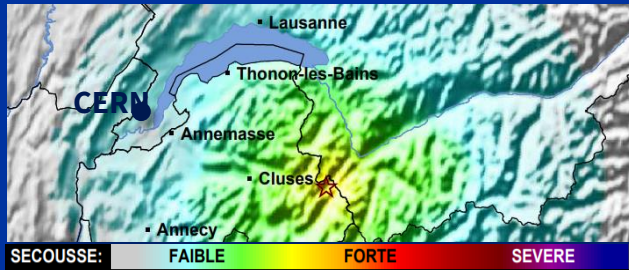 Lausanne
Thonon-les-Bains
CERN
Annemasse
Cluses
Annecy
SECOUSSE: FAIBLE FORTE SEVERE